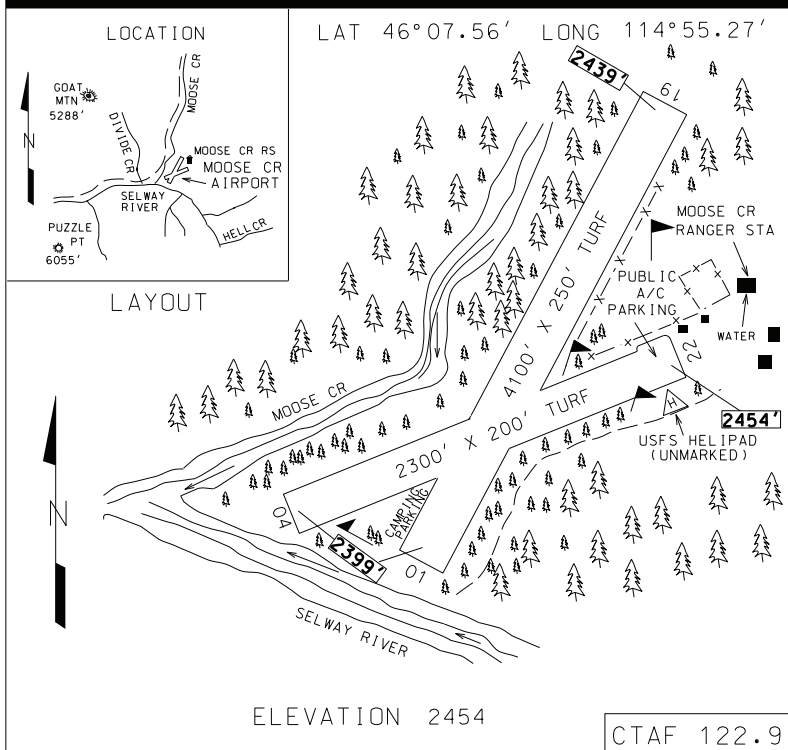 LOCATION
LAT 46°07.56' LONG 114°55.27'
GOAT
MTN
5288'
N
DIVIDE CR
MOOSE CR
MOOSE CR RS
MOOSE CR
AIRPORT
SELWAY
RIVER
HELL CR
PUZZLE
PT
6055'
LAYOUT
2439'
19
MOOSE CR
RANGER STA
PUBLIC
A/C
PARKING
WATER
4100' X 250' TURF
22
2454'
H
USFS HELIPAD
(UNMARKED)
MOOSE CR
2300' X 200' TURF
N
04
CAMPING
PARKING
2399'
01
SELWAY RIVER
ELEVATION 2454
CTAF 122.9